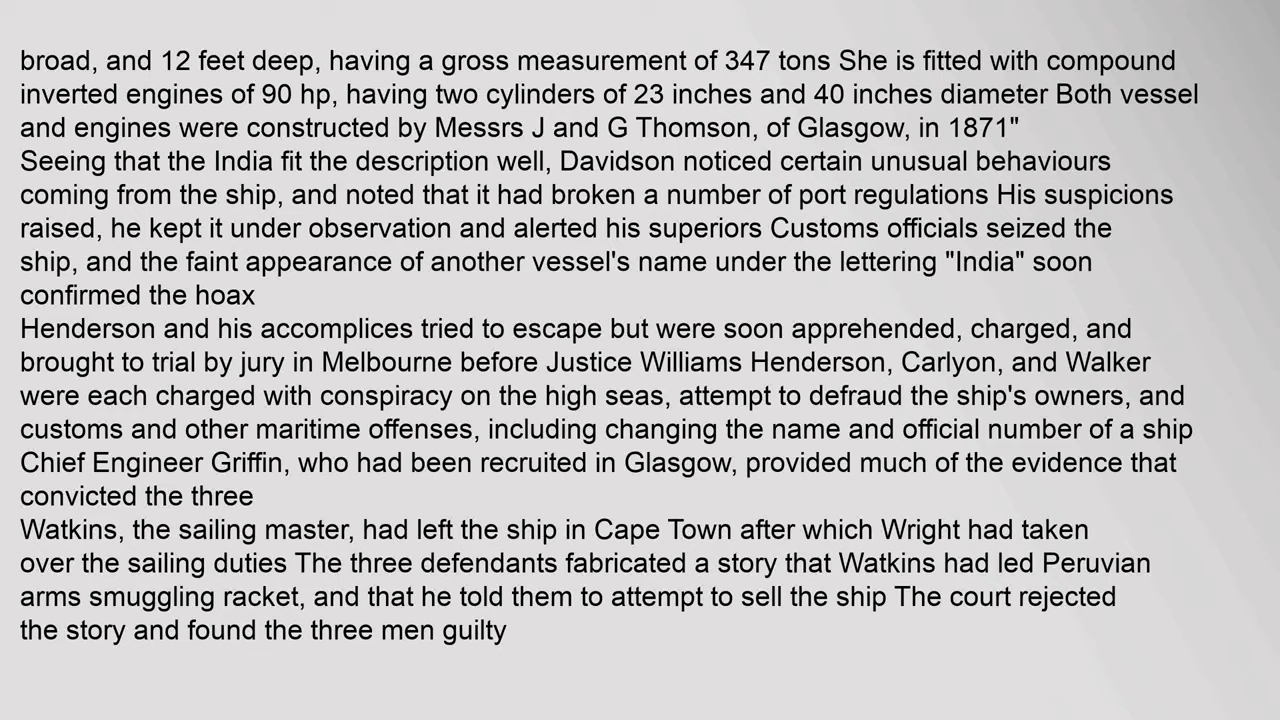 broad, and 12 feet deep, having a gross measurement of 347 tons She is fitted with compound
inverted engines of 90 hp, having two cylinders of 23 inches and 40 inches diameter Both vessel
and engines were constructed by Messrs J and G Thomson, of Glasgow, in 1871"
Seeing that the India fit the description well, Davidson noticed certain unusual behaviours
coming from the ship, and noted that it had broken a number of port regulations His suspicions
raised, he kept it under observation and alerted his superiors Customs officials seized the
ship, and the faint appearance of another vessel's name under the lettering "India" soon
confirmed the hoax
Henderson and his accomplices tried to escape but were soon apprehended, charged, and
brought to trial by jury in Melbourne before Justice Williams Henderson, Carlyon, and Walker
were each charged with conspiracy on the high seas, attempt to defraud the ship's owners, and
customs and other maritime offenses, including changing the name and official number of a ship
Chief Engineer Griffin, who had been recruited in Glasgow, provided much of the evidence that
convicted the three
Watkins, the sailing master, had left the ship in Cape Town after which Wright had taken
over the sailing duties The three defendants fabricated a story that Watkins had led Peruvian
arms smuggling racket, and that he told them to attempt to sell the ship The court rejected
the story and found the three men guilty